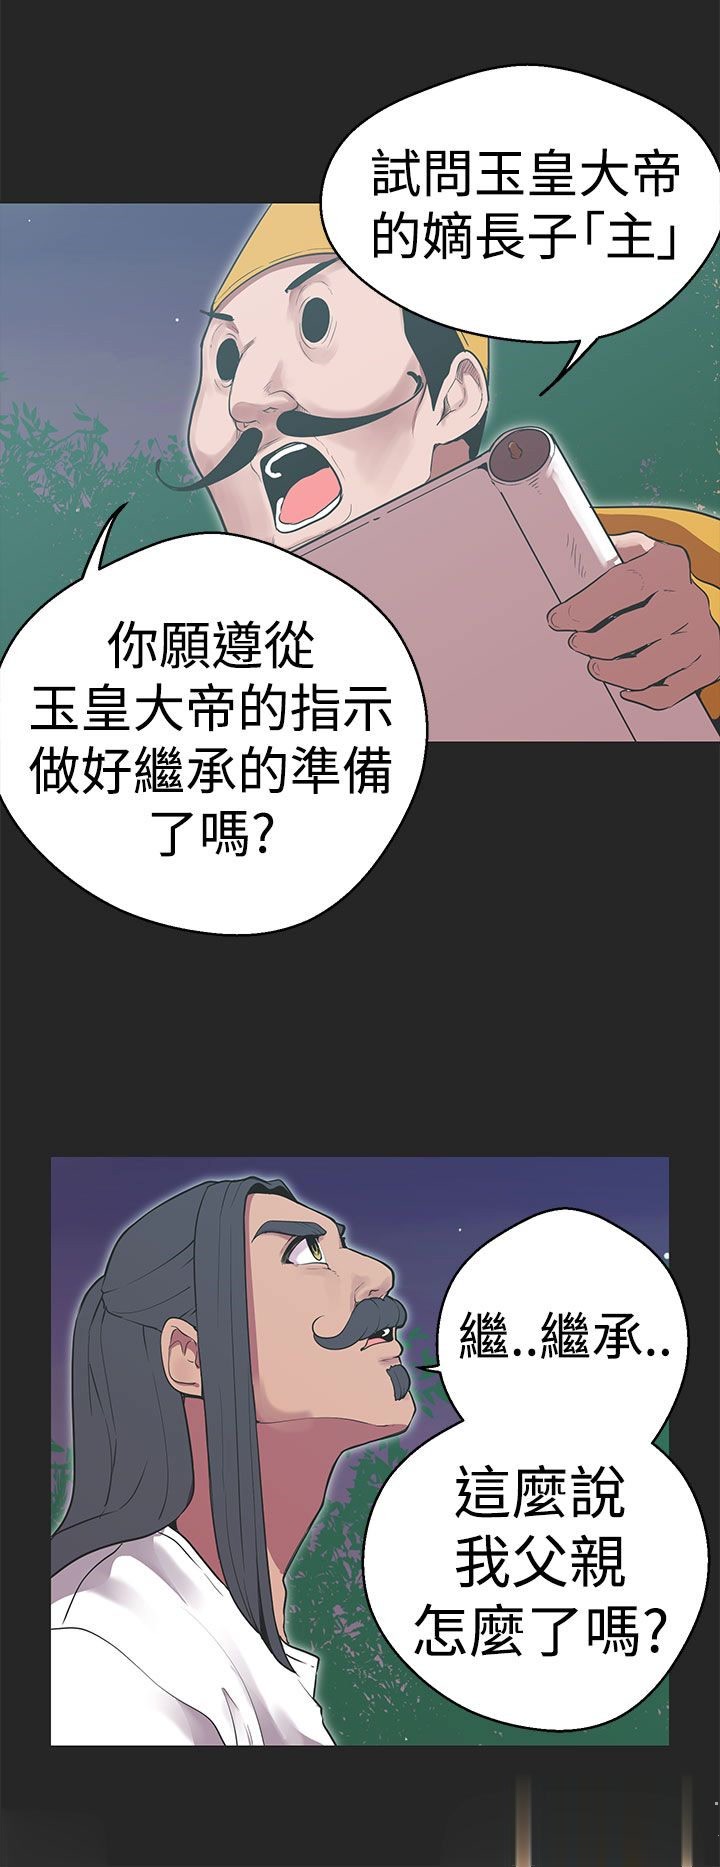 試問玉皇大帝
的嫡長子「主」
你願遵從
玉皇大帝的指示
做好繼承的準備
了嗎?
繼..繼承..
這麼說
我父親
怎麼了嗎?